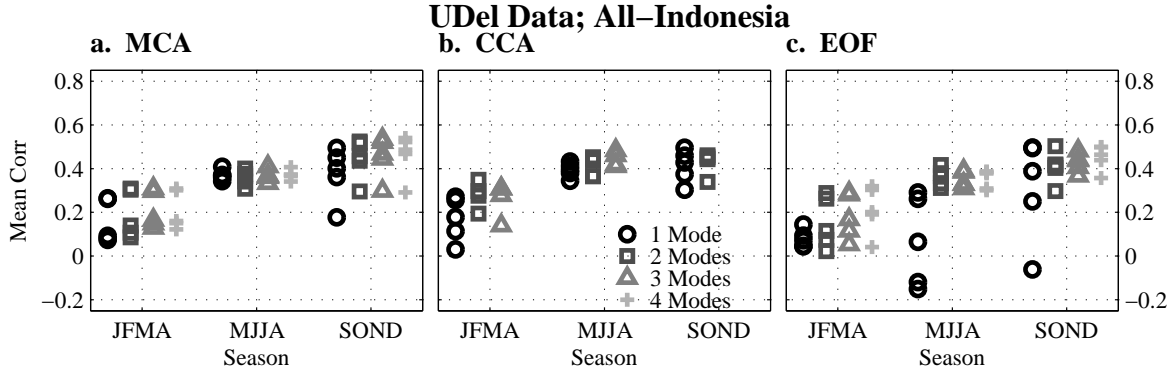 UDel Data; All−Indonesia
a. MCA
b. CCA
c. EOF
0.8
0.6
0.4
0.2
0
−0.2
Mean Corr
JFMA MJJA SOND
Season
1 Mode
2 Modes
3 Modes
4 Modes
JFMA MJJA SOND
Season
JFMA MJJA SOND
Season
0.8
0.6
0.4
0.2
0
−0.2